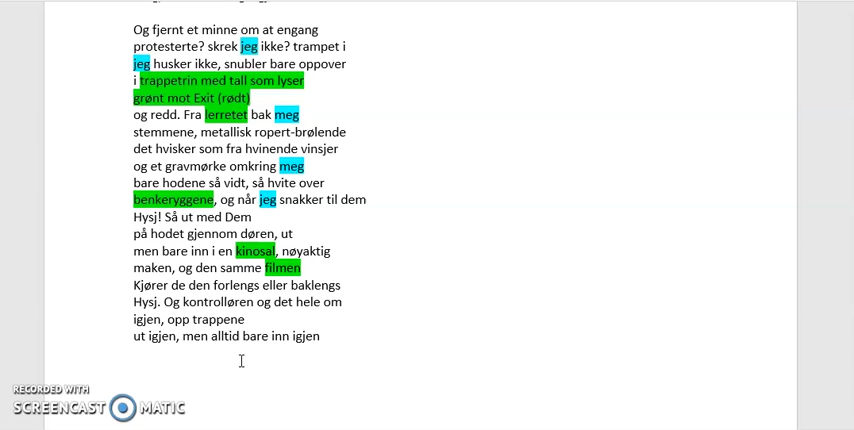 Og fjernt et minne om at engang
protesterte? skrek jeg ikke? trampet i
jeg husker ikke, snubler bare oppover
i trappetrin med tall som lyser
grønt mot Exit (rødt)
og redd. Fra lerretet bak meg
stemmene, metallisk ropert-brølende
det hvisker som fra hvinende vinsjer
og et gravmørke omkring meg
bare hodene så vidt, så hvite over
benkeryggene, og når jeg snakker til dem
Hysj! Så ut med Dem
på hodet gjennom døren, ut
men bare inn i en kinosal, nøyaktig
maken, og den samme filmen
Kjører de den forlengs eller baklengs
Hysj. Og kontrolløren og det hele om
igjen, opp trappene
ut igjen, men alltid bare inn igjen
RECORDED WITH
SCREENCAST MATIC